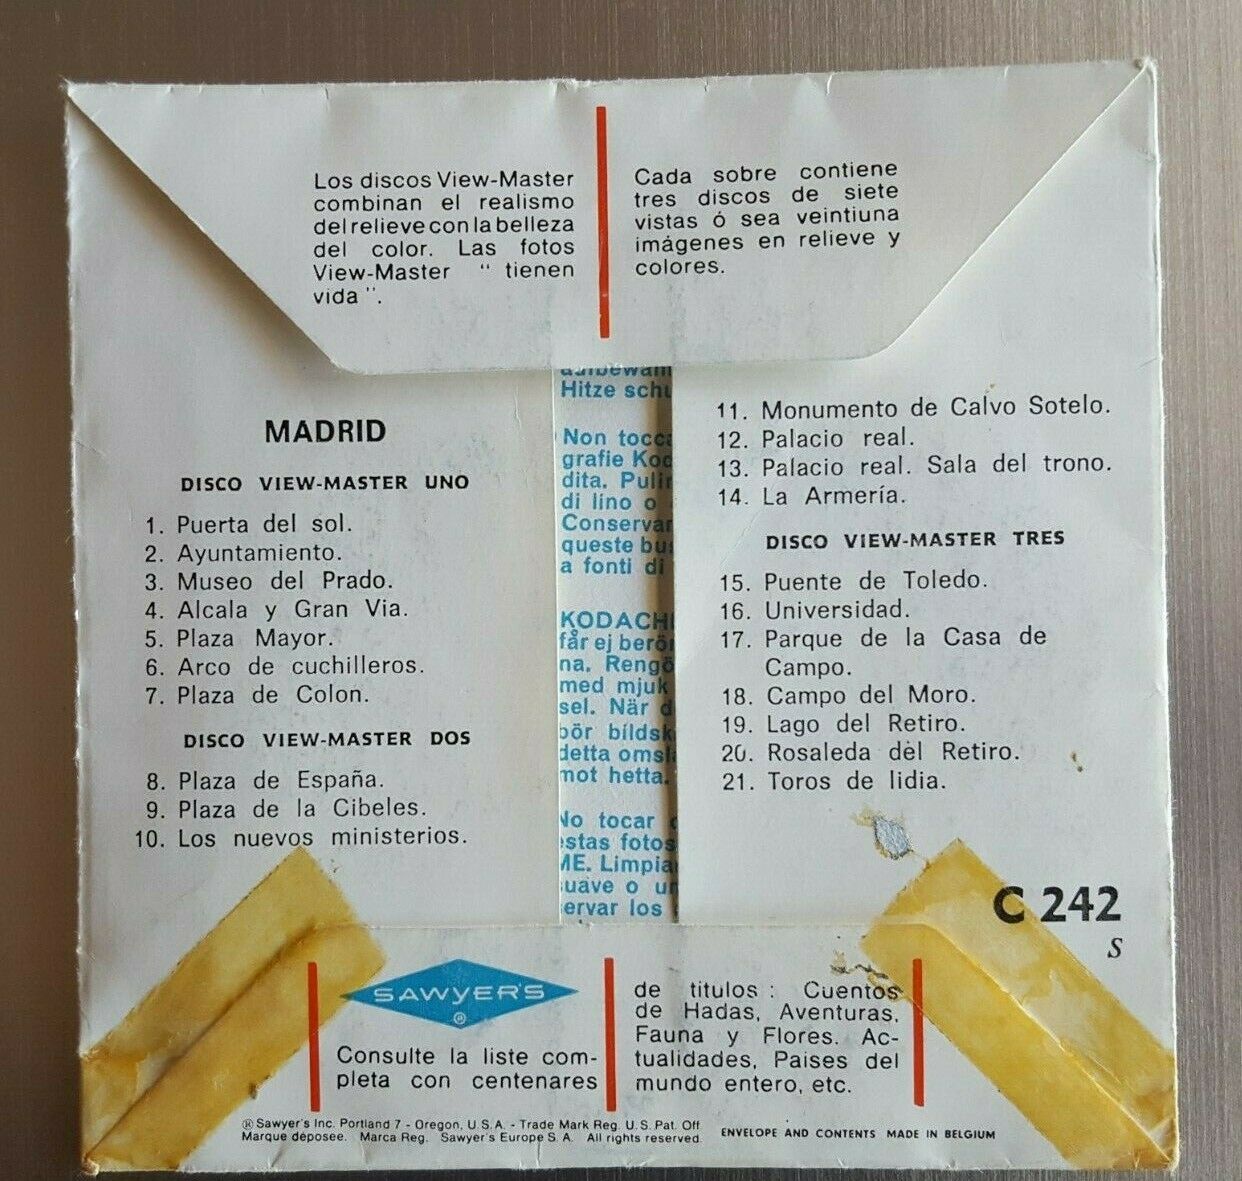 Los discos View-Master
combinan el realismo
del relieve con la belleza
del color. Las fotos
View-Master " tienen
vida ".
Cada sobre contiene
tres discos de siete
vistas ó sea veintiuna
imágenes en relieve y
colores.
MADRID
DISCO VIEW-MASTER UNO
1. Puerta del sol.
2. Ayuntamiento.
3. Museo del Prado.
4. Alcala y Gran Via.
5. Plaza Mayor.
6. Arco de cuchilleros.
7. Plaza de Colon.
DISCO VIEW-MASTER DOS
8. Plaza de España.
9. Plaza de la Cibeles.
10. Los nuevos ministerios.
Hitze
Non
grafie
dita.
di lino o
queste
a fonti di
får ej
na.
med mjuk
sel. När
bör
detta
mot hetta.
No tocar
estas fotos
suave o
servar los
11. Monumento de Calvo Sotelo.
12. Palacio real.
13. Palacio real. Sala del trono.
14. La Armería.
DISCO VIEW-MASTER TRES
15. Puente de Toledo.
16. Universidad.
17. Parque de la Casa de
Campo.
18. Campo del Moro.
19. Lago del Retiro.
20. Rosaleda del Retiro.
21. Toros de lidia.
C 242
S
SAWYER'S
®
Consulte la liste com-
pleta con centenares
de titulos : Cuentos
de Hadas, Aventuras,
Fauna y Flores. Ac-
tualidades, Paises del
mundo entero, etc.
® Sawyer's Inc. Portland 7 - Oregon, U.S.A. - Trade Mark Reg. U.S. Pat. Off
Marque déposee. Marca Reg. Sawyer's Europe S.A. All rights reserved.
ENVELOPE AND CONTENTS MADE IN BELGIUM